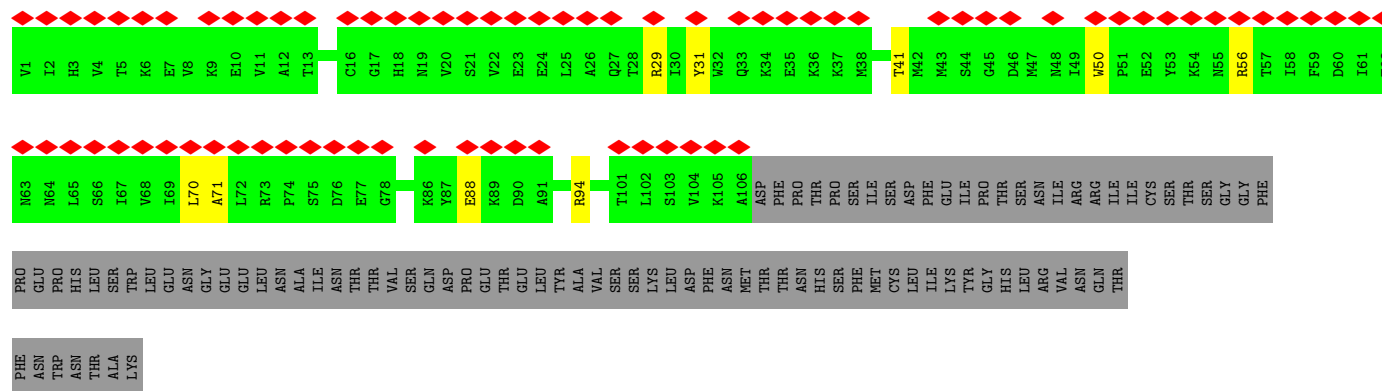 V1 I2 H3 V4 T5 K6 E7 V8 K9 E10 V11 A12 T13 C16 G17 H18 N19 V20 S21 V22 E23 E24 L25 A26 Q27 T28 R29 I30 Y31 W32 Q33 K34 E35 K36 K37 M38 T41 M42 M43 S44 G45 D46 M47 N48 I49 W50 P51 E52 Y53 K54 N55 R56 T57 I58 F59 D60 I61
N63 N64 L65 S66 I67 V68 I69 L70 A71 L72 R73 P74 S75 D76 E77 G78 K86 Y87 E88 K89 D90 A91 R94 T101 L102 S103 V104 K105 A106 ASP PHE PRO THR PRO SER ILE SER ASP PHE GLU ILE PRO THR SER ASN ILE ARG ARG ILE ILE CYS SER THR SER GLY GLY PHE
PRO GLU PRO HIS LEU SER TRP LEU GLU ASN GLY GLU GLU LEU ASN ALA ILE ASN THR THR VAL SER GLN ASP PRO GLU THR GLU LEU TYR ALA VAL SER SER LYS LEU ASP PHE ASN MET THR THR ASN HIS SER PHE MET CYS LEU ILE LYS TYR GLY HIS LEU ARG VAL ASN GLN THR
PHE ASN TRP ASN THR ALA LYS